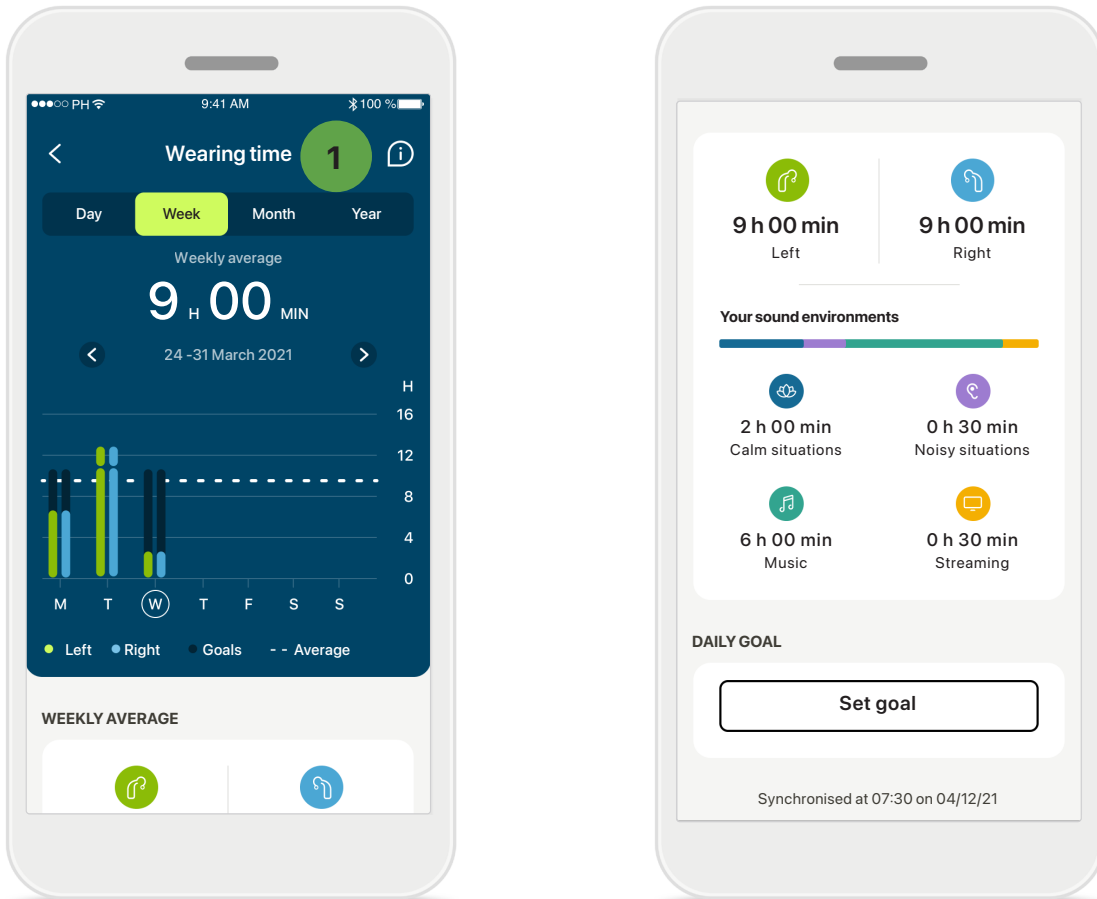 ●●●○○ PH 9:41 AM 100 %
Wearing time 1
Day Week Month Year
Weekly average
9 H 00 MIN
24 -31 March 2021
H
16
12
8
4
0
M T W T F S S
Left Right Goals - - Average
WEEKLY AVERAGE
9 h 00 min 9 h 00 min
Left Right
Your sound environments
2 h 00 min 0 h 30 min
Calm situations Noisy situations
6 h 00 min 0 h 30 min
Music Streaming
DAILY GOAL
Set goal
Synchronised at 07:30 on 04/12/21